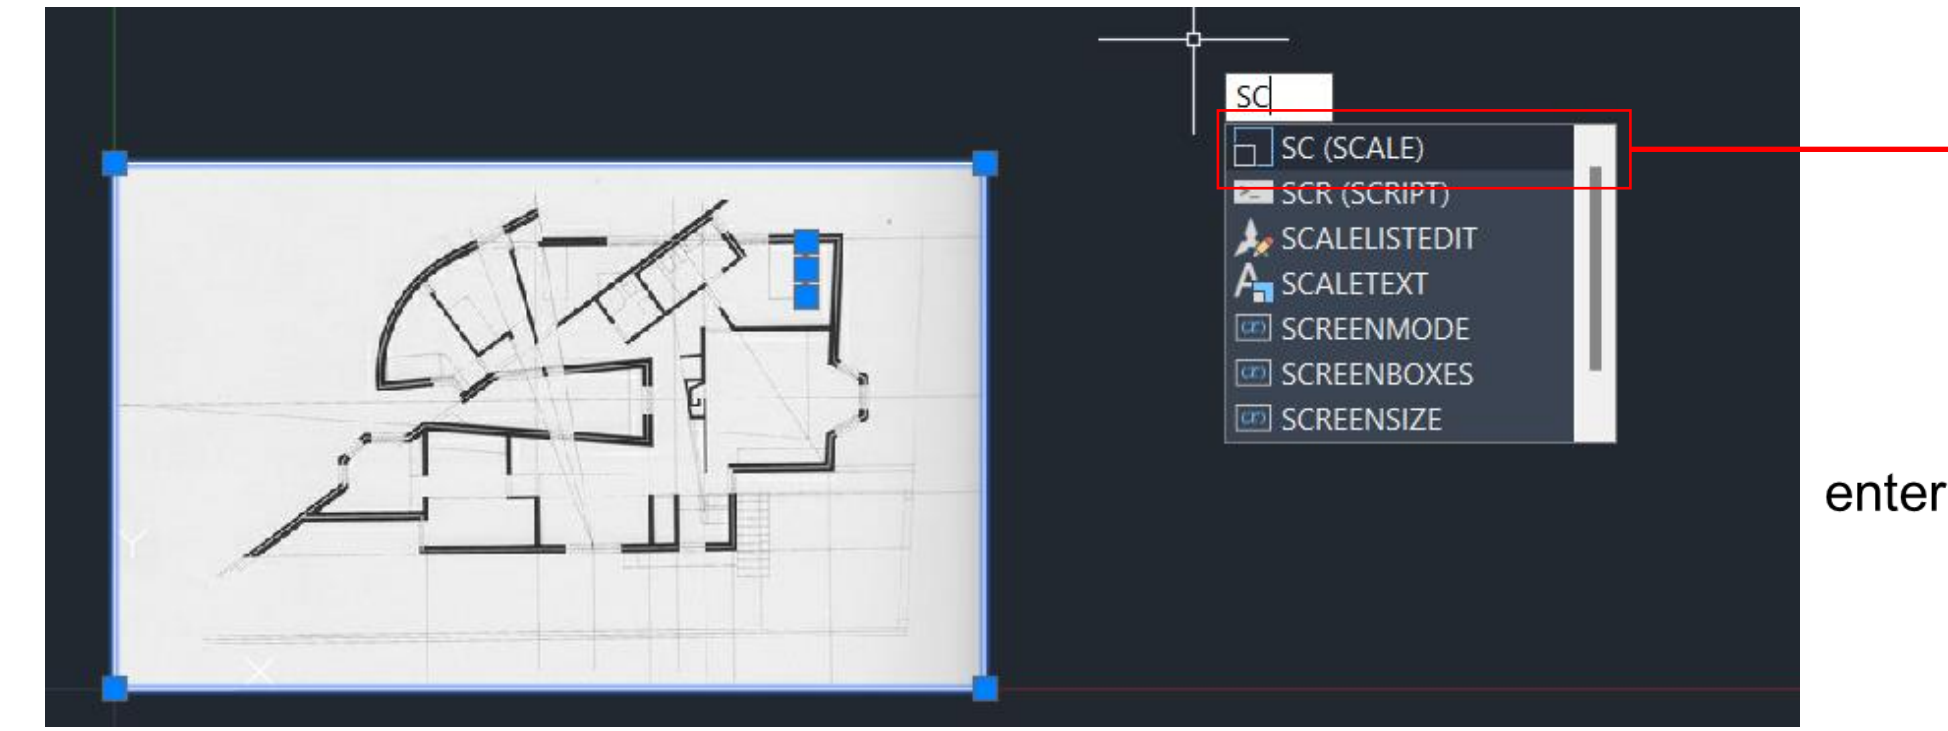 SC
SC (SCALE)
SCR (SCRIPT)
SCALELISTEDIT
SCALETEXT
SCREENMODE
SCREENBOXES
SCREENSIZE
enter
Y
X